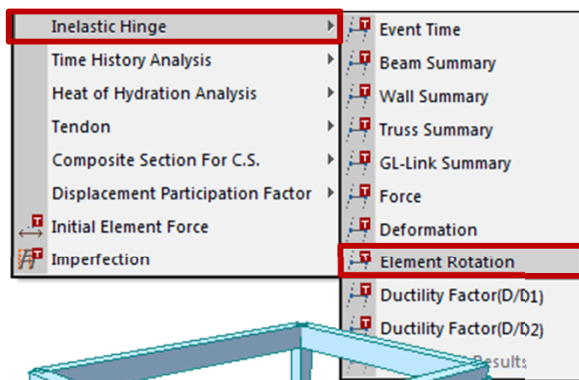 Inelastic Hinge
Time History Analysis
Heat of Hydration Analysis
Tendon
Composite Section For C.S.
Displacement Participation Factor
Initial Element Force
Imperfection
Event Time
Beam Summary
Wall Summary
Truss Summary
GL-Link Summary
Force
Deformation
Element Rotation
Ductility Factor(D/D1)
Ductility Factor(D/D2)
Results